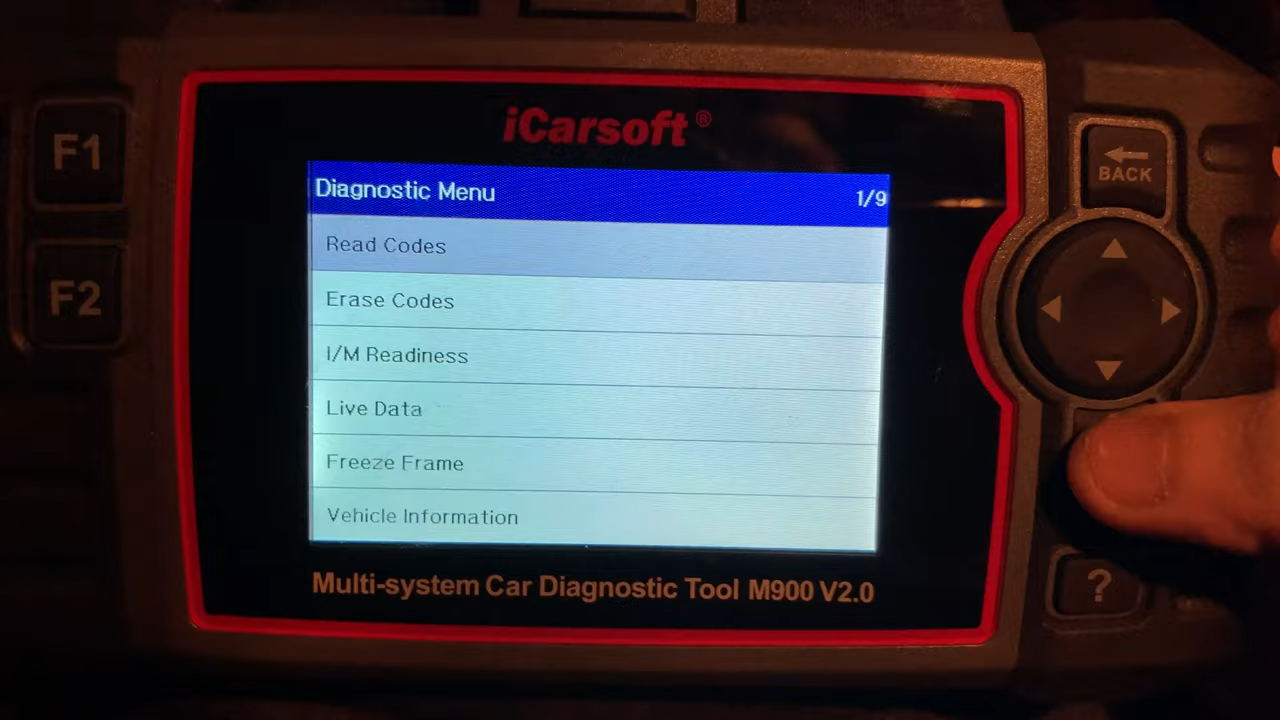 iCarsoft®
F1
F2
BACK
Diagnostic Menu 1/9
Read Codes
Erase Codes
I/M Readiness
Live Data
Freeze Frame
Vehicle Information
Multi-system Car Diagnostic Tool M900 V2.0
?